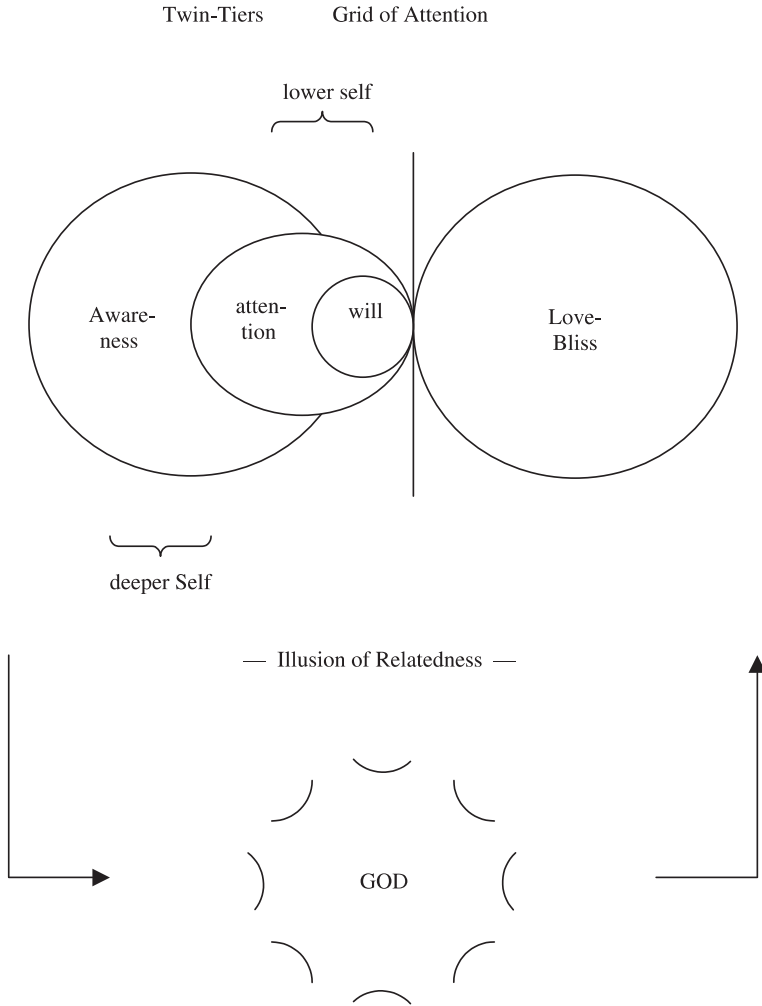 Twin-Tiers Grid of Attention
lower self
Aware-
ness
atten-
tion
will
Love-
Bliss
deeper Self
— Illusion of Relatedness —
GOD